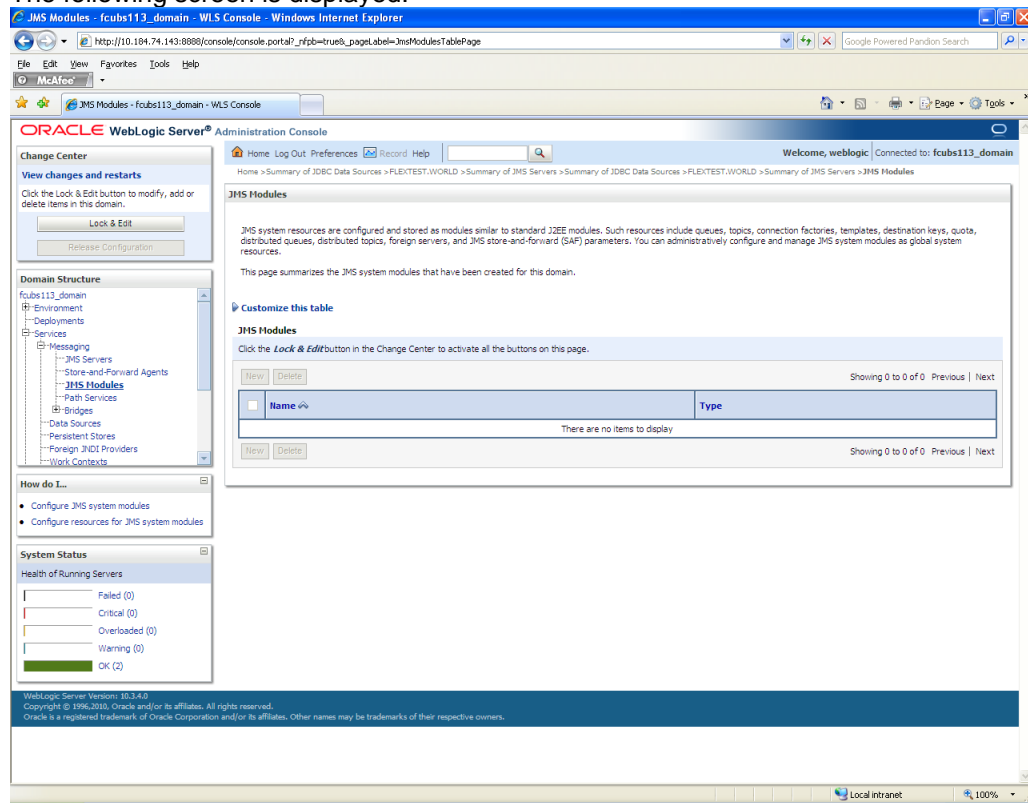 The following screen is displayed.
JMS Modules - fcubs113_domain - WLS Console - Windows Internet Explorer
http://10.184.74.143:8888/console/console.portal?_nfpb=true&_pageLabel=JmsModulesTablePage
Google Powered Pandion Search
File Edit View Favorites Tools Help
McAfee
JMS Modules - fcubs113_domain - WLS Console
Page Tools
ORACLE WebLogic Server® Administration Console
Change Center
View changes and restarts
Click the Lock & Edit button to modify, add or
delete items in this domain.
Lock & Edit
Release Configuration
Domain Structure
fcubs113_domain
Environment
Deployments
Services
Messaging
JMS Servers
Store-and-Forward Agents
JMS Modules
Path Services
Bridges
Data Sources
Persistent Stores
Foreign JNDI Providers
Work Contexts
How do I...
Configure JMS system modules
Configure resources for JMS system modules
System Status
Health of Running Servers
Failed (0)
Critical (0)
Overloaded (0)
Warning (0)
OK (2)
Home Log Out Preferences Record Help
Welcome, weblogic Connected to: fcubs113_domain
Home >Summary of JDBC Data Sources >FLEXTEST.WORLD >Summary of JMS Servers >Summary of JDBC Data Sources >FLEXTEST.WORLD >Summary of JMS Servers >JMS Modules
JMS Modules
JMS system resources are configured and stored as modules similar to standard J2EE modules. Such resources include queues, topics, connection factories, templates, destination keys, quota,
distributed queues, distributed topics, foreign servers, and JMS store-and-forward (SAF) parameters. You can administratively configure and manage JMS system modules as global system
resources.
This page summarizes the JMS system modules that have been created for this domain.
Customize this table
JMS Modules
Click the Lock & Edit button in the Change Center to activate all the buttons on this page.
New Delete
Showing 0 to 0 of 0 Previous | Next
Name Type
There are no items to display
New Delete
Showing 0 to 0 of 0 Previous | Next
WebLogic Server Version: 10.3.4.0
Copyright © 1996,2010, Oracle and/or its affiliates. All rights reserved.
Oracle is a registered trademark of Oracle Corporation and/or its affiliates. Other names may be trademarks of their respective owners.
Local intranet
100%